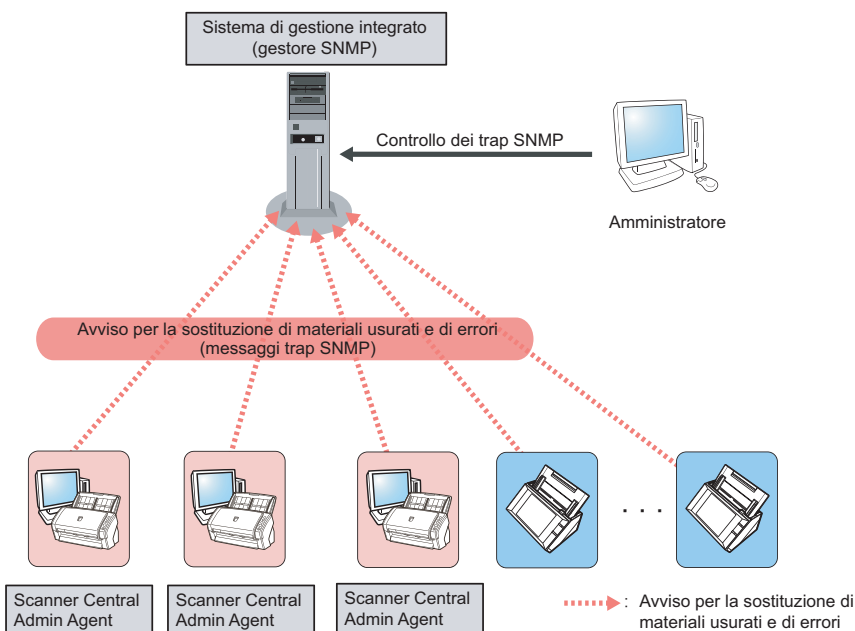 Sistema di gestione integrato
(gestore SNMP)
Controllo dei trap SNMP
Amministratore
Avviso per la sostituzione di materiali usurati e di errori
(messaggi trap SNMP)
. . .
Scanner Central
Admin Agent
Scanner Central
Admin Agent
Scanner Central
Admin Agent
: Avviso per la sostituzione di
materiali usurati e di errori